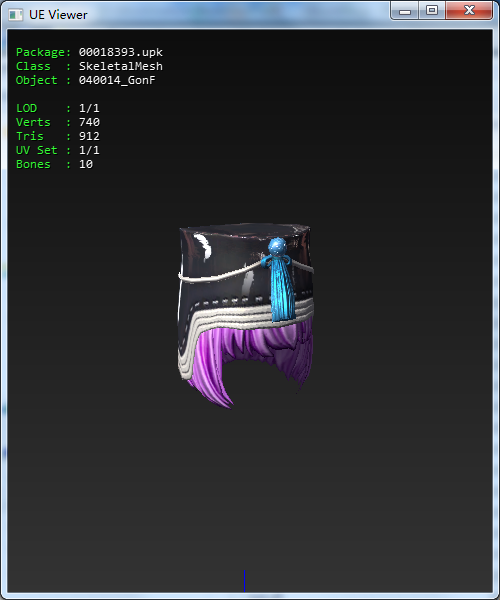 UE Viewer
Package: 00018393.upk
Class  : SkeletalMesh
Object : 040014_GonF
LOD    : 1/1
Verts  : 740
Tris   : 912
UV Set : 1/1
Bones  : 10